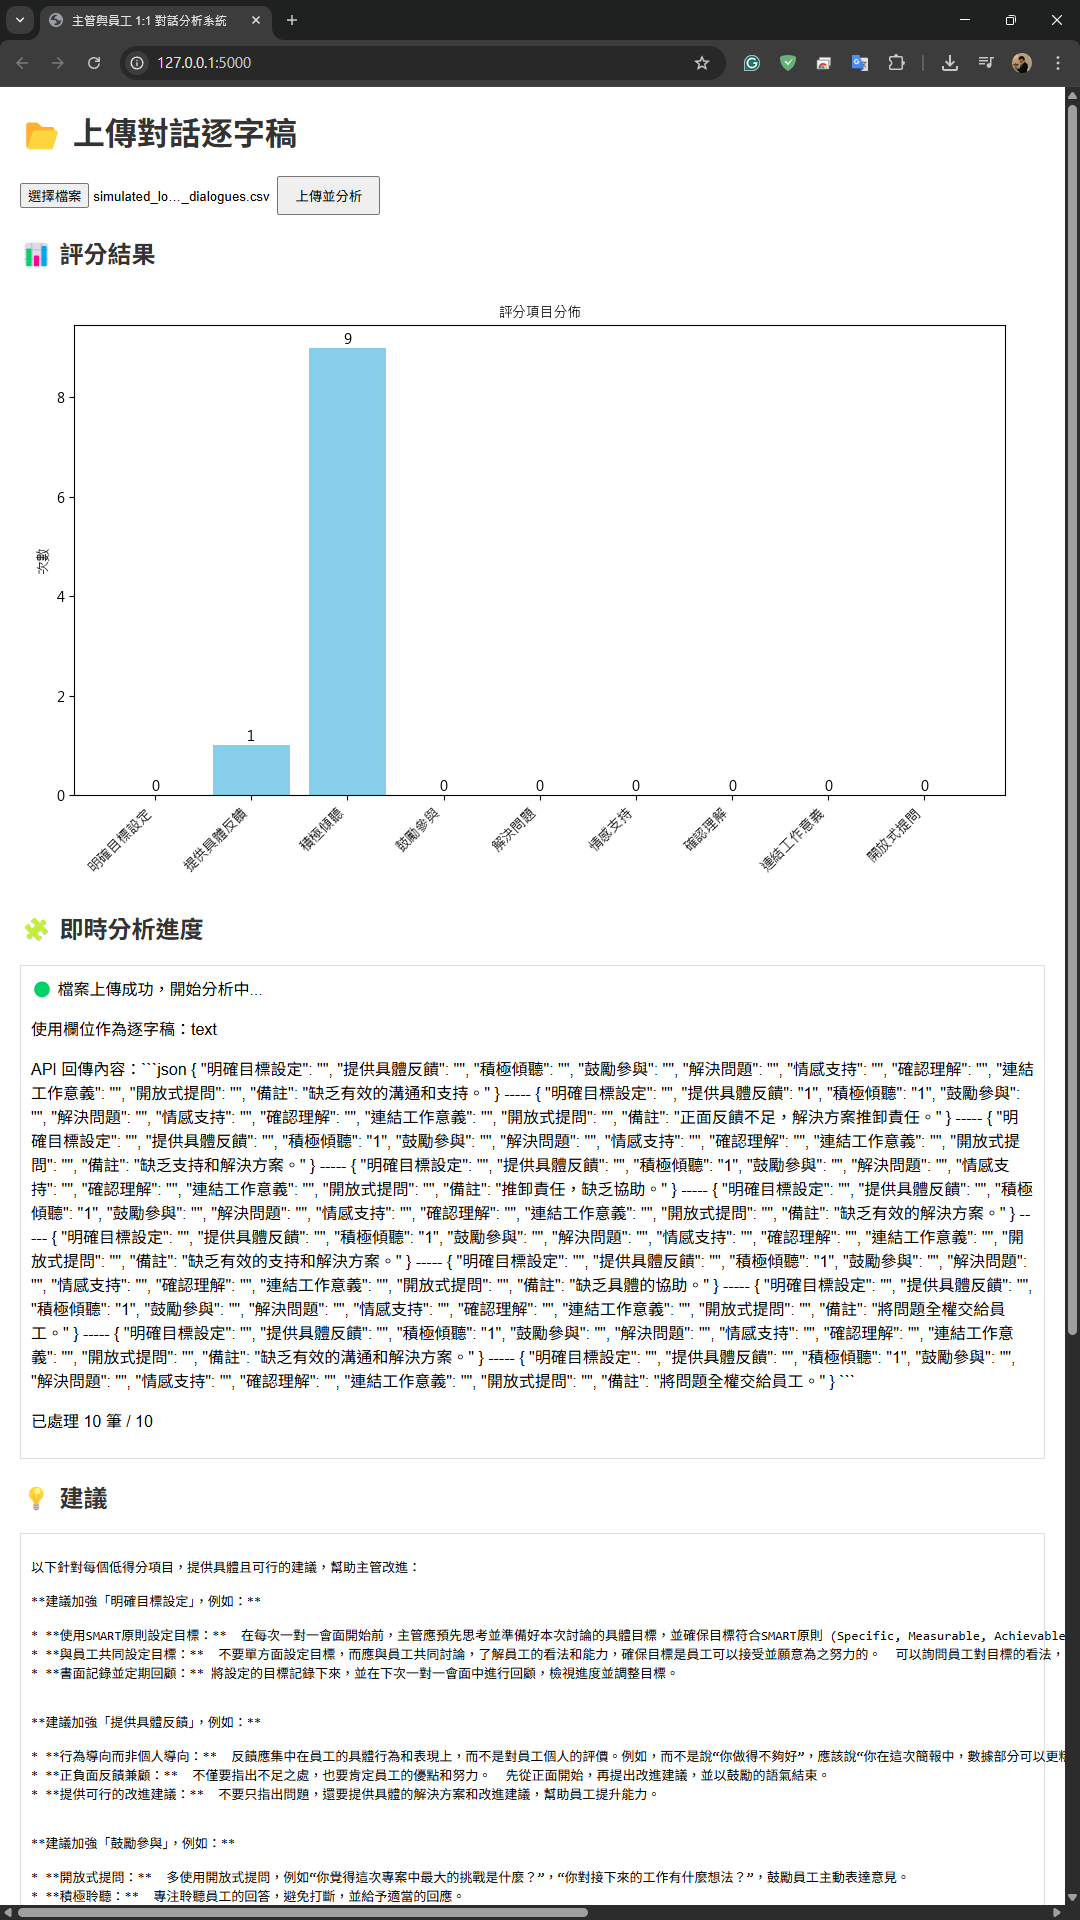 主管與員工 1:1 對話分析系統
127.0.0.1:5000
上傳對話逐字稿
選擇檔案 simulated_lo…_dialogues.csv 上傳並分析
評分結果
評分項目分佈
次數
8
6
4
2
0
0 1 9 0 0 0 0 0 0
明確目標設定 提供具體反饋 積極傾聽 鼓勵參與 解決問題 情感支持 確認理解 連結工作意義 開放式提問
即時分析進度
檔案上傳成功，開始分析中...
使用欄位作為逐字稿：text
API 回傳內容：```json { "明確目標設定": "", "提供具體反饋": "", "積極傾聽": "", "鼓勵參與": "", "解決問題": "", "情感支持": "", "確認理解": "", "連結
工作意義": "", "開放式提問": "", "備註": "缺乏有效的溝通和支持。" } ----- { "明確目標設定": "", "提供具體反饋": "1", "積極傾聽": "1", "鼓勵參與":
"", "解決問題": "", "情感支持": "", "確認理解": "", "連結工作意義": "", "開放式提問": "", "備註": "正面反饋不足，解決方案推卸責任。" } ----- { "明
確目標設定": "", "提供具體反饋": "", "積極傾聽": "1", "鼓勵參與": "", "解決問題": "", "情感支持": "", "確認理解": "", "連結工作意義": "", "開放式提
問": "", "備註": "缺乏支持和解決方案。" } ----- { "明確目標設定": "", "提供具體反饋": "", "積極傾聽": "1", "鼓勵參與": "", "解決問題": "", "情感支
持": "", "確認理解": "", "連結工作意義": "", "開放式提問": "", "備註": "推卸責任，缺乏協助。" } ----- { "明確目標設定": "", "提供具體反饋": "", "積極
傾聽": "1", "鼓勵參與": "", "解決問題": "", "情感支持": "", "確認理解": "", "連結工作意義": "", "開放式提問": "", "備註": "缺乏有效的解決方案。" } --
--- { "明確目標設定": "", "提供具體反饋": "", "積極傾聽": "1", "鼓勵參與": "", "解決問題": "", "情感支持": "", "確認理解": "", "連結工作意義": "", "開
放式提問": "", "備註": "缺乏有效的支持和解決方案。" } ----- { "明確目標設定": "", "提供具體反饋": "", "積極傾聽": "1", "鼓勵參與": "", "解決問題":
"", "情感支持": "", "確認理解": "", "連結工作意義": "", "開放式提問": "", "備註": "缺乏具體的協助。" } ----- { "明確目標設定": "", "提供具體反饋": "",
"積極傾聽": "1", "鼓勵參與": "", "解決問題": "", "情感支持": "", "確認理解": "", "連結工作意義": "", "開放式提問": "", "備註": "將問題全權交給員
工。" } ----- { "明確目標設定": "", "提供具體反饋": "", "積極傾聽": "1", "鼓勵參與": "", "解決問題": "", "情感支持": "", "確認理解": "", "連結工作意
義": "", "開放式提問": "", "備註": "缺乏有效的溝通和解決方案。" } ----- { "明確目標設定": "", "提供具體反饋": "", "積極傾聽": "1", "鼓勵參與": "",
"解決問題": "", "情感支持": "", "確認理解": "", "連結工作意義": "", "開放式提問": "", "備註": "將問題全權交給員工。" } ```
已處理 10 筆 / 10
建議
以下針對每個低得分項目，提供具體且可行的建議，幫助主管改進：
**建議加強「明確目標設定」，例如：**
* **使用SMART原則設定目標：** 在每次一對一會面開始前，主管應預先思考並準備好本次討論的具體目標，並確保目標符合SMART原則 (Specific, Measurable, Achievable
* **與員工共同設定目標：** 不要單方面設定目標，而應與員工共同討論，了解員工的看法和能力，確保目標是員工可以接受並願意為之努力的。 可以詢問員工對目標的看法，
* **書面記錄並定期回顧：** 將設定的目標記錄下來，並在下次一對一會面中進行回顧，檢視進度並調整目標。
**建議加強「提供具體反饋」，例如：**
* **行為導向而非個人導向：** 反饋應集中在員工的具體行為和表現上，而不是對員工個人的評價。例如，而不是說“你做得不夠好”，應該說“你在這次簡報中，數據部分可以更精
* **正負面反饋兼顧：** 不僅要指出不足之處，也要肯定員工的優點和努力。 先從正面開始，再提出改進建議，並以鼓勵的語氣結束。
* **提供可行的改進建議：** 不要只指出問題，還要提供具體的解決方案和改進建議，幫助員工提升能力。
**建議加強「鼓勵參與」，例如：**
* **開放式提問：** 多使用開放式提問，例如“你覺得這次專案中最大的挑戰是什麼？”，“你對接下來的工作有什麼想法？”，鼓勵員工主動表達意見。
* **積極聆聽：** 專注聆聽員工的回答，避免打斷，並給予適當的回應。